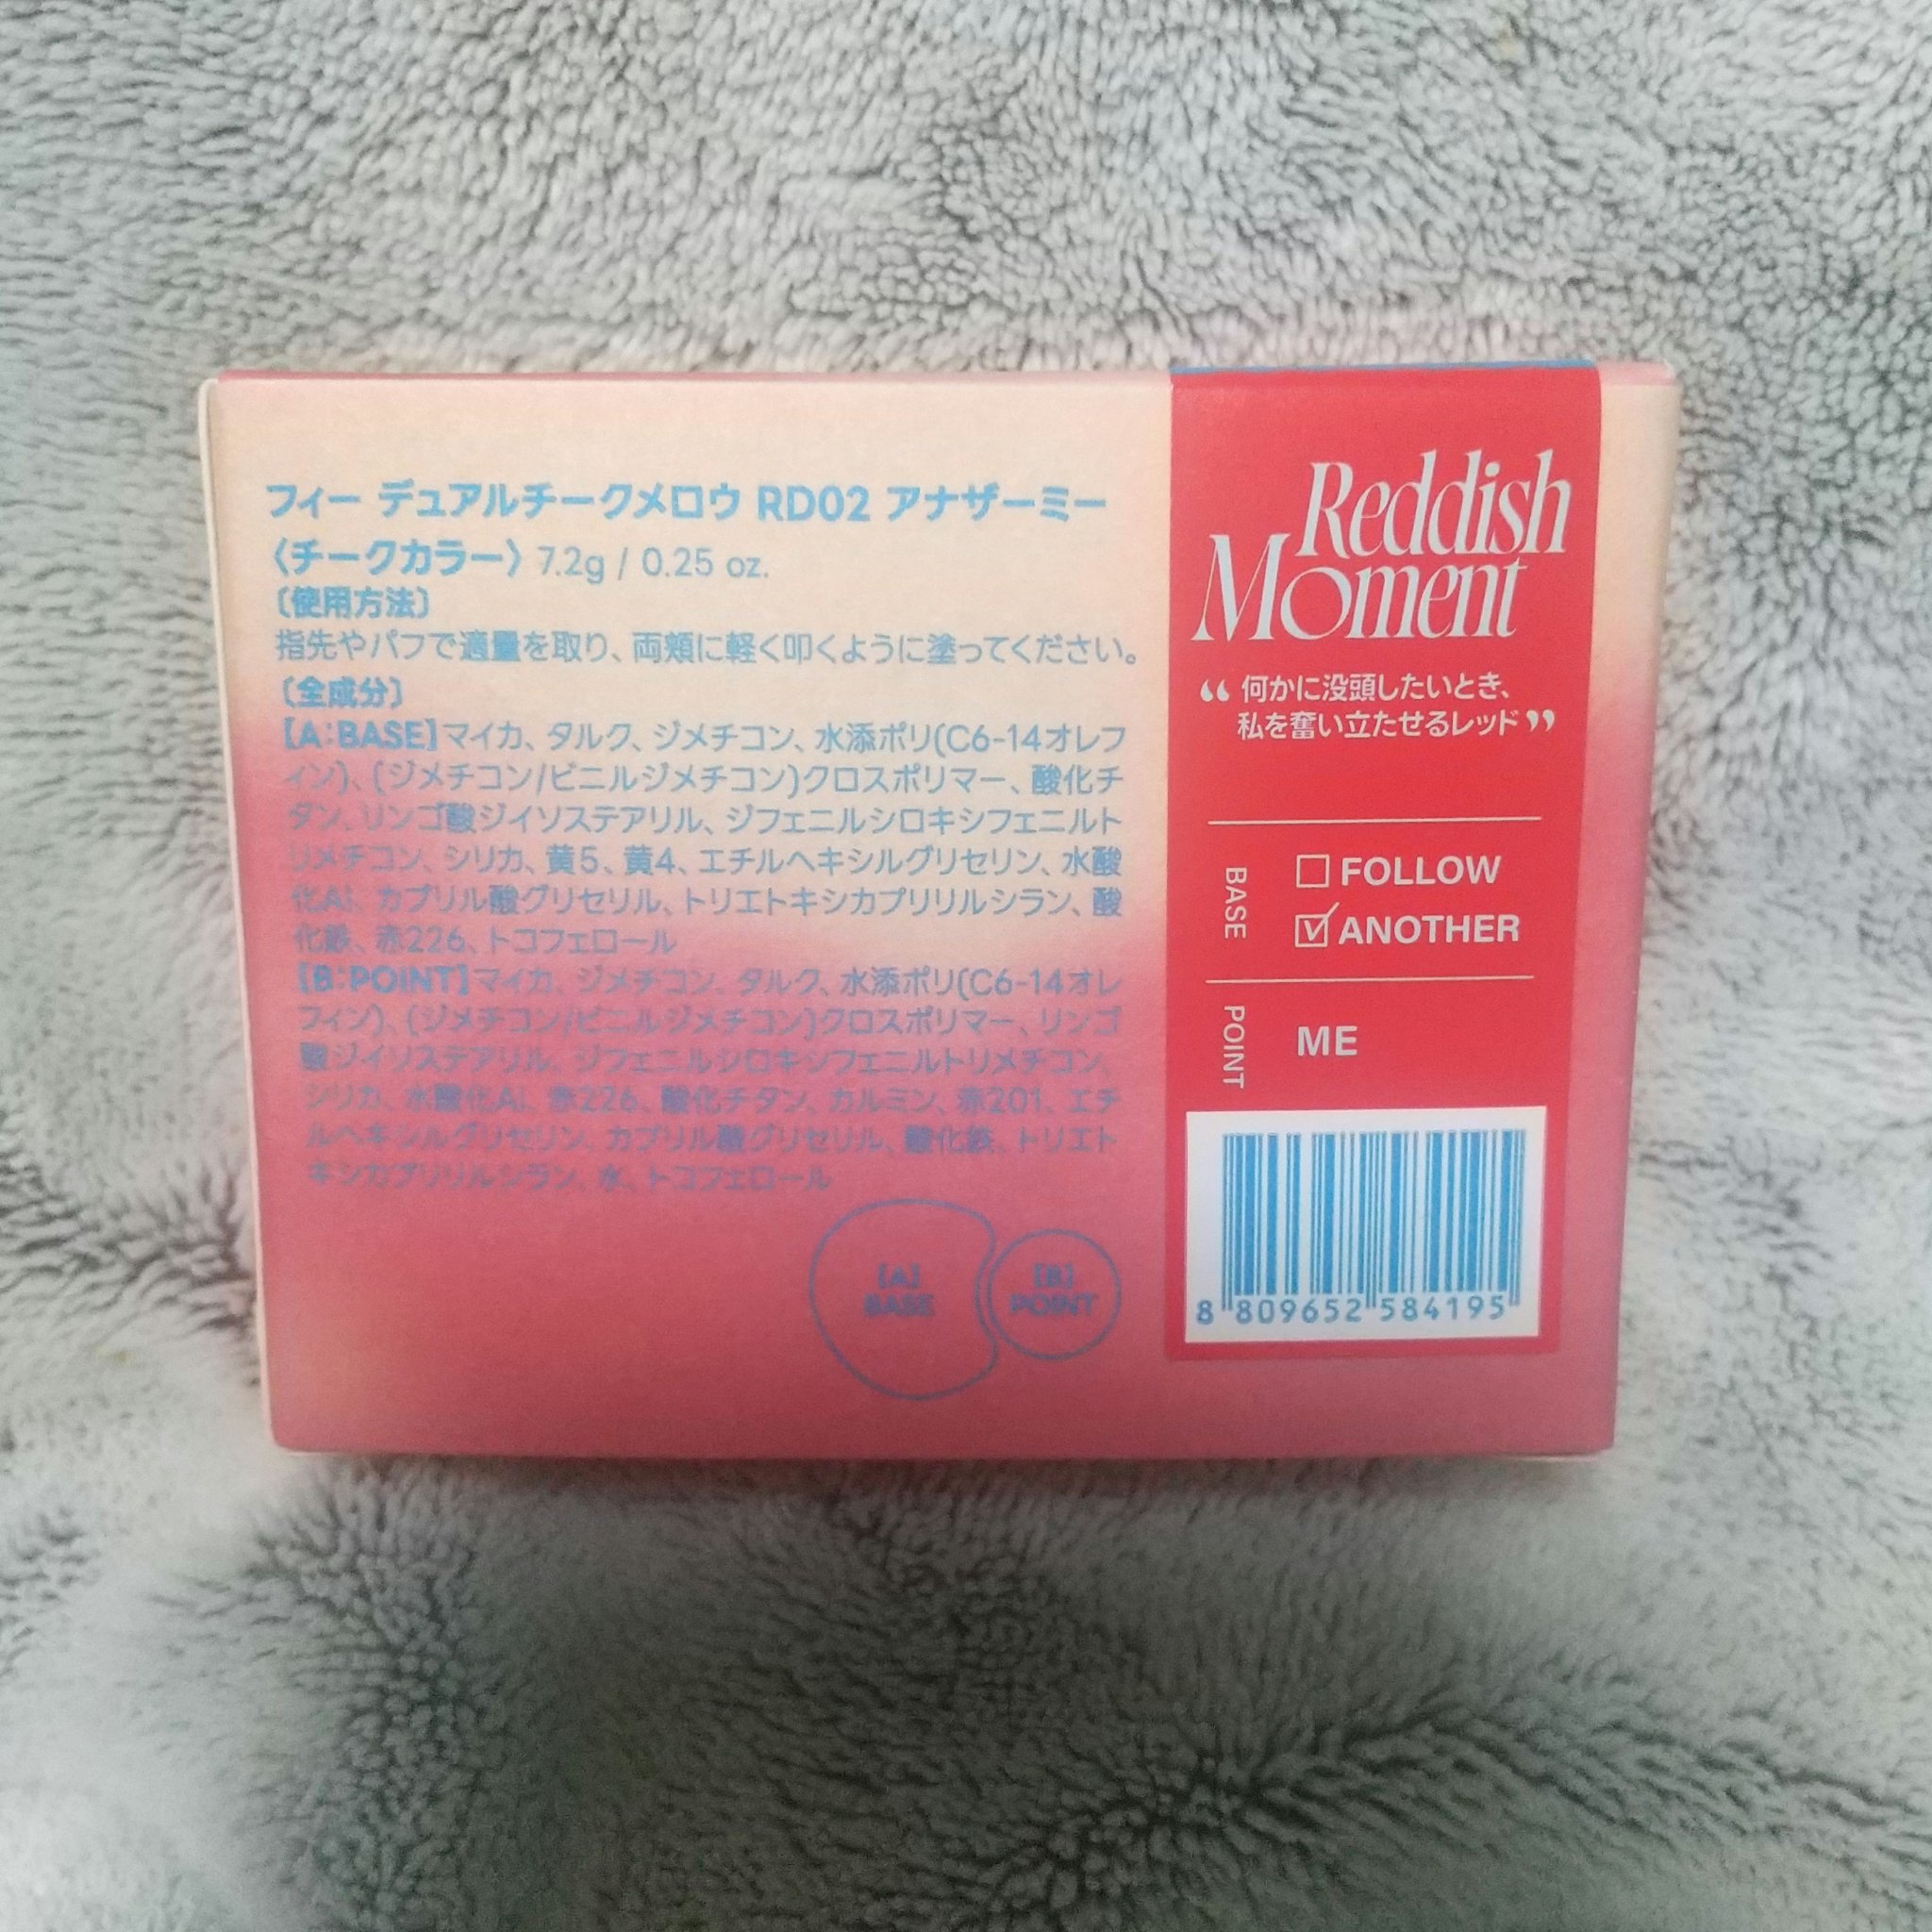 フィー デュアルチークメロウ RD02 アナザーミー
〈チークカラー〉7.2g / 0.25 oz.
〔使用方法〕
指先やパフで適量を取り、両頬に軽く叩くように塗ってください。
〔全成分〕
【A:BASE】マイカ、タルク、ジメチコン、水添ポリ(C6-14オレフ
ィン)、(ジメチコン/ビニルジメチコン)クロスポリマー、酸化チ
タン、リンゴ酸ジイソステアリル、ジフェニルシロキシフェニルト
リメチコン、シリカ、黄5、黄4、エチルヘキシルグリセリン、水酸
化Al、カプリル酸グリセリル、トリエトキシカプリリルシラン、酸
化鉄、赤226、トコフェロール
【B:POINT】マイカ、ジメチコン、タルク、水添ポリ(C6-14オレ
フィン)、(ジメチコン/ビニルジメチコン)クロスポリマー、リンゴ
酸ジイソステアリル、ジフェニルシロキシフェニルトリメチコン、
シリカ、水酸化Al、赤226、酸化チタン、カルミン、赤201、エチ
ルヘキシルグリセリン、カプリル酸グリセリル、酸化鉄、トリエト
キシカプリリルシラン、水、トコフェロール
[A]
BASE
[B]
POINT
Reddish
Moment
“何かに没頭したいとき、
私を奮い立たせるレッド”
BASE
FOLLOW
ANOTHER
POINT
ME
8 809652 584195